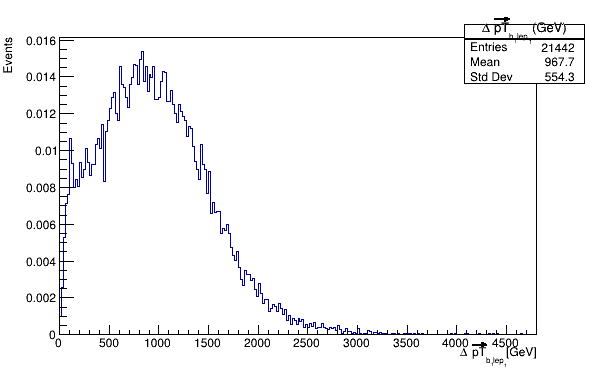 Δ pT b₁lep₁ (GeV)
Entries 21442
Mean 967.7
Std Dev 554.3
Events
0.016
0.014
0.012
0.01
0.008
0.006
0.004
0.002
0
0 500 1000 1500 2000 2500 3000 3500 4000 4500
Δ pT b₁lep₁ [GeV]